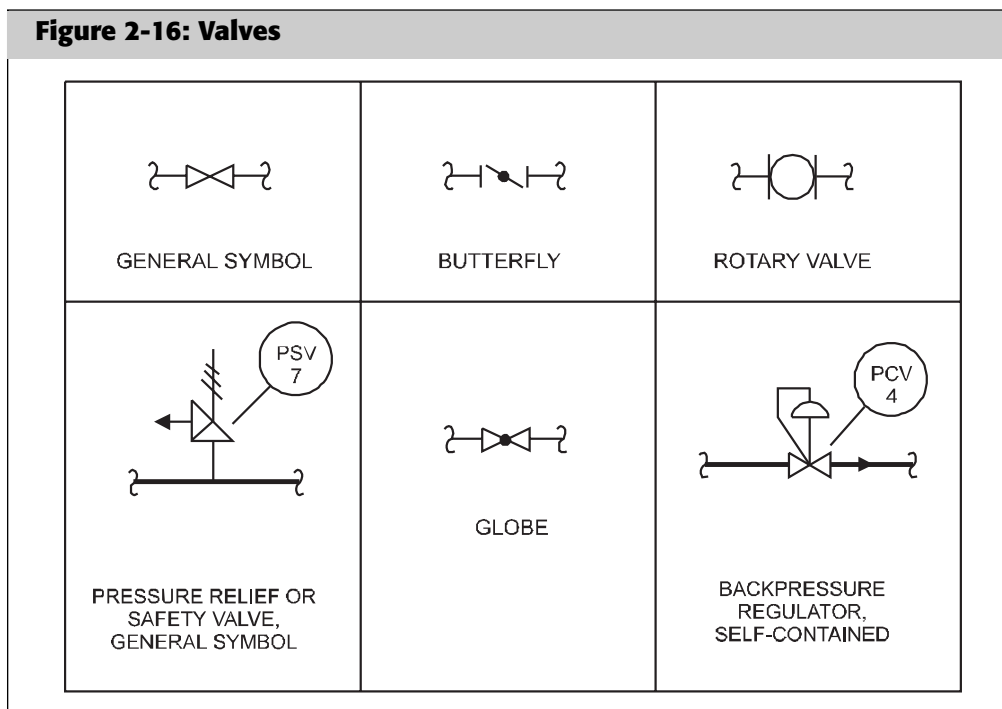 Figure 2-16: Valves
GENERAL SYMBOL
BUTTERFLY
ROTARY VALVE
PSV
7
PRESSURE RELIEF OR
SAFETY VALVE,
GENERAL SYMBOL
GLOBE
PCV
4
BACKPRESSURE
REGULATOR,
SELF-CONTAINED